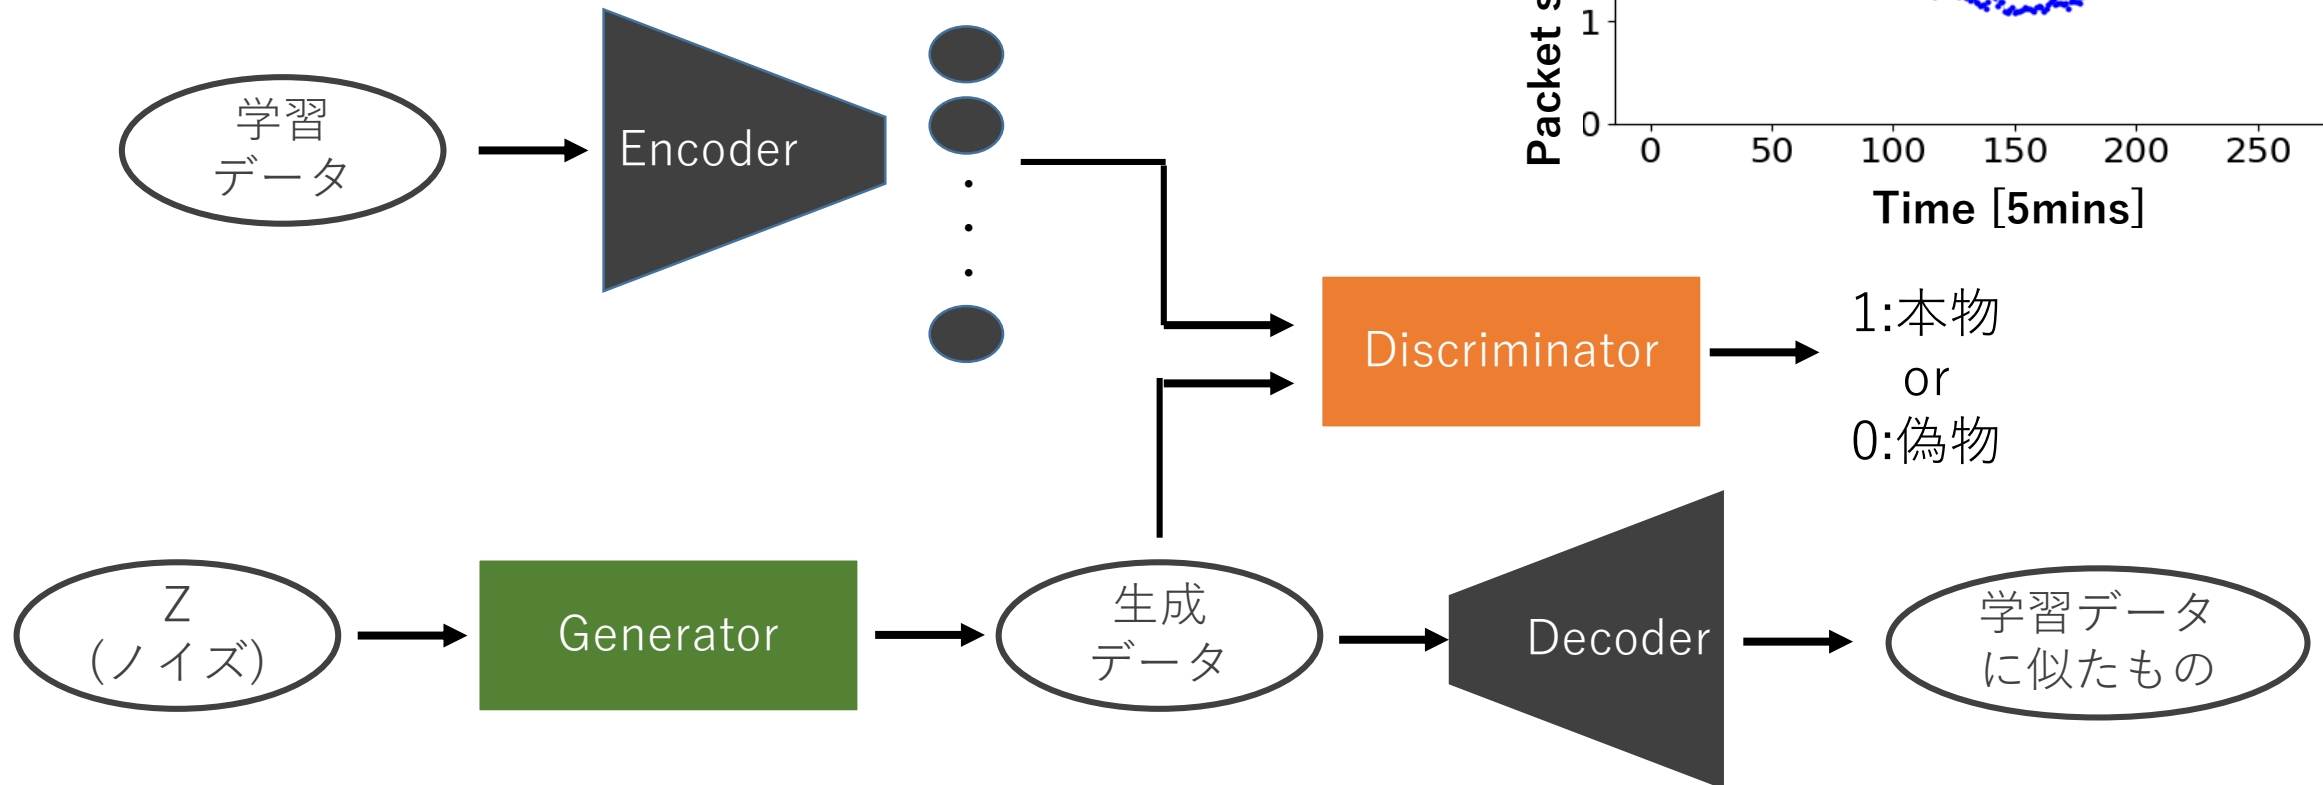 学習
データ
Encoder
Packet
1
0
0 50 100 150 200 250
Time [5mins]
Discriminator
1:本物
or
0:偽物
Z
(ノイズ)
Generator
生成
データ
Decoder
学習データ
に似たもの